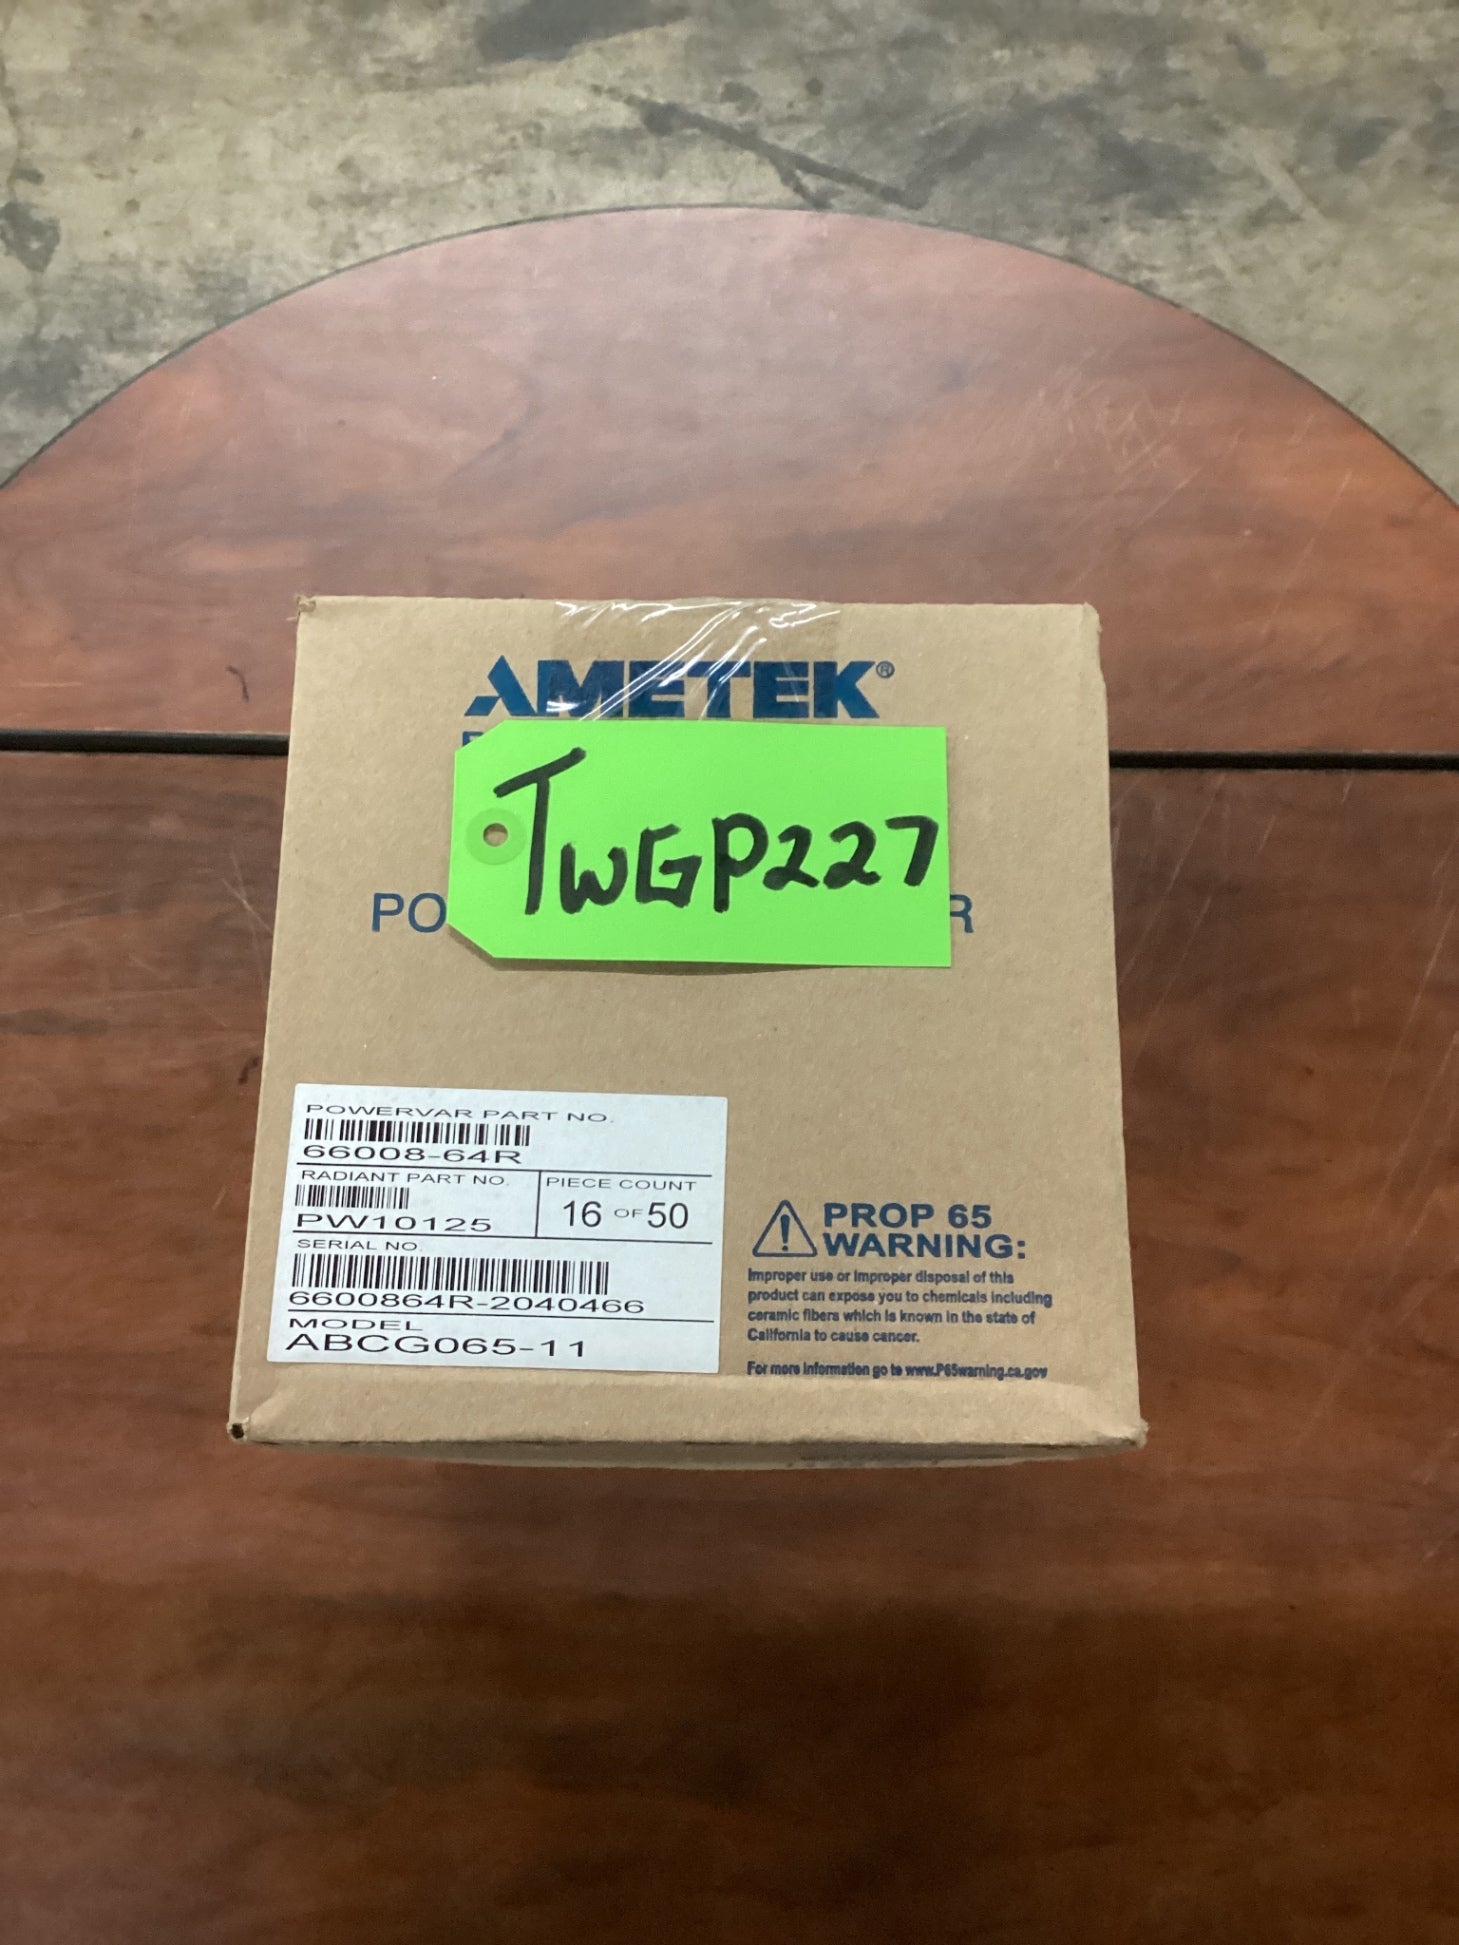 AMETEK®
TWGP227
PO
R
POWERVAR PART NO.
66008-64R
RADIANT PART NO.
PW10125
PIECE COUNT
16 OF 50
SERIAL NO.
6600864R-2040466
MODEL
ABCG065-11
PROP 65
WARNING:
Improper use or improper disposal of this
product can expose you to chemicals including
ceramic fibers which is known in the state of
California to cause cancer.
For more information go to www.P65warning.ca.gov